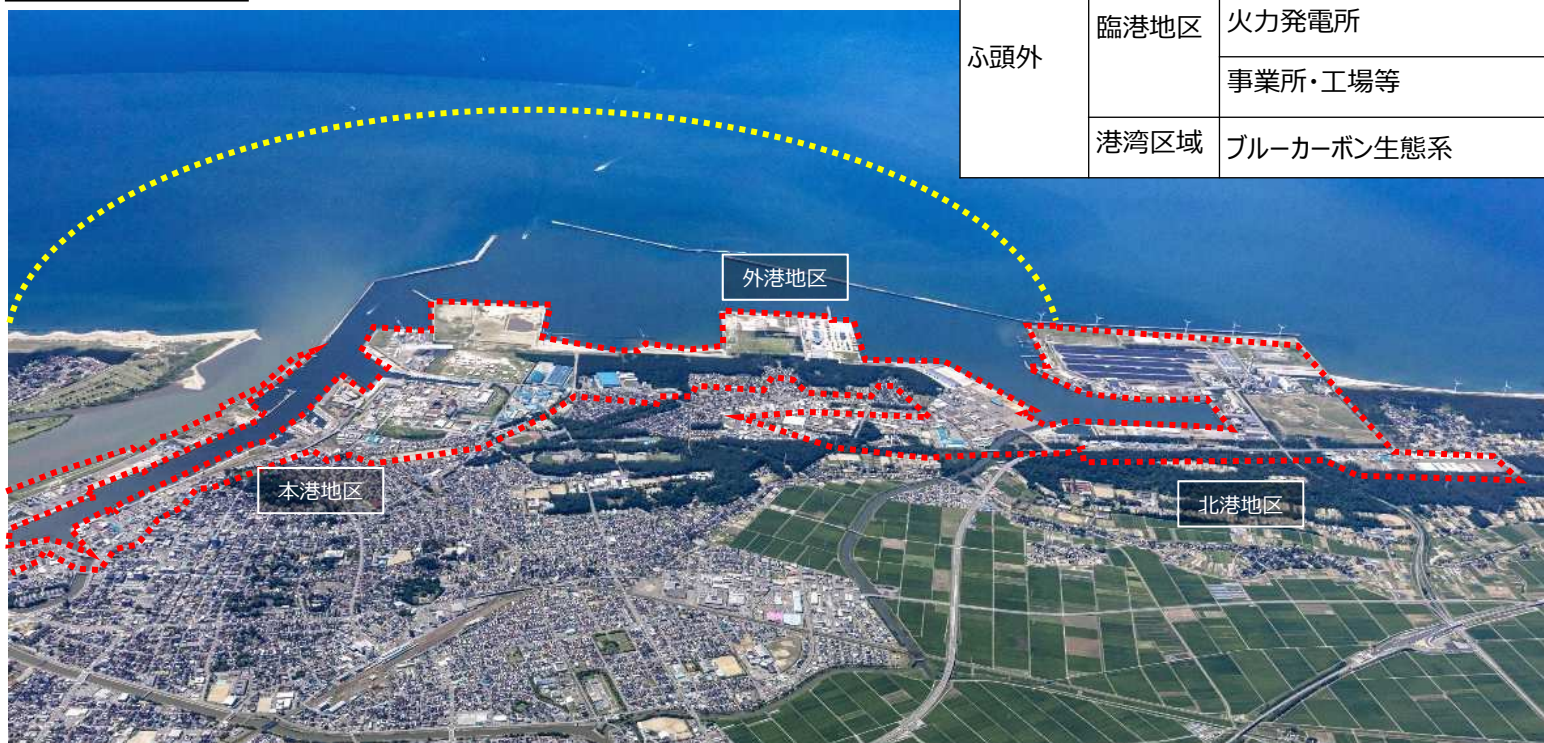 ふ頭外
臨港地区
火力発電所
事業所・工場等
港湾区域
ブルーカーボン生態系
外港地区
本港地区
北港地区